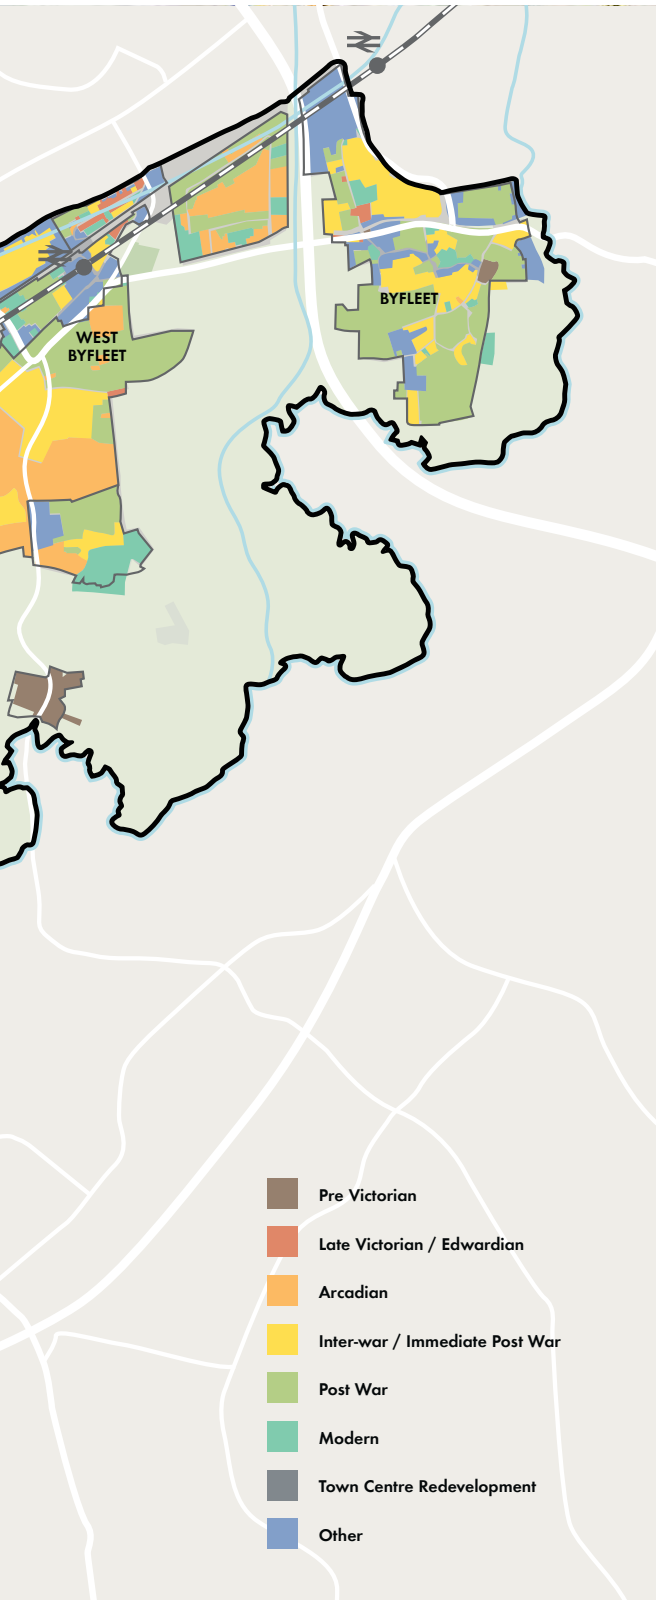 BYFLEET
WEST
BYFLEET
Pre Victorian
Late Victorian / Edwardian
Arcadian
Inter-war / Immediate Post War
Post War
Modern
Town Centre Redevelopment
Other